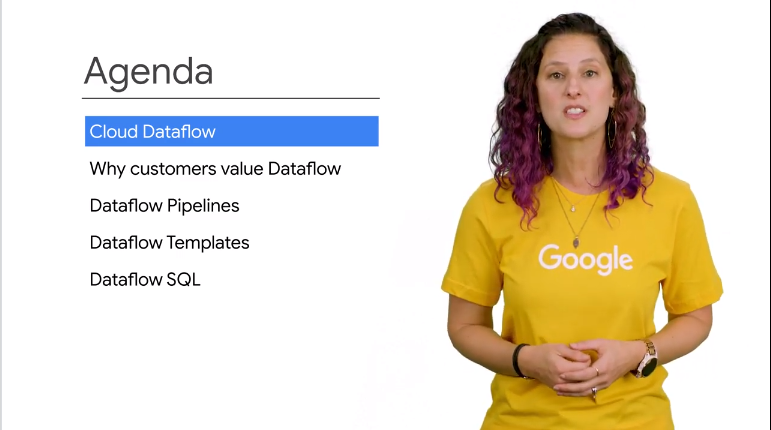 Agenda
Cloud Dataflow
Why customers value Dataflow
Dataflow Pipelines
Dataflow Templates
Dataflow SQL
Google